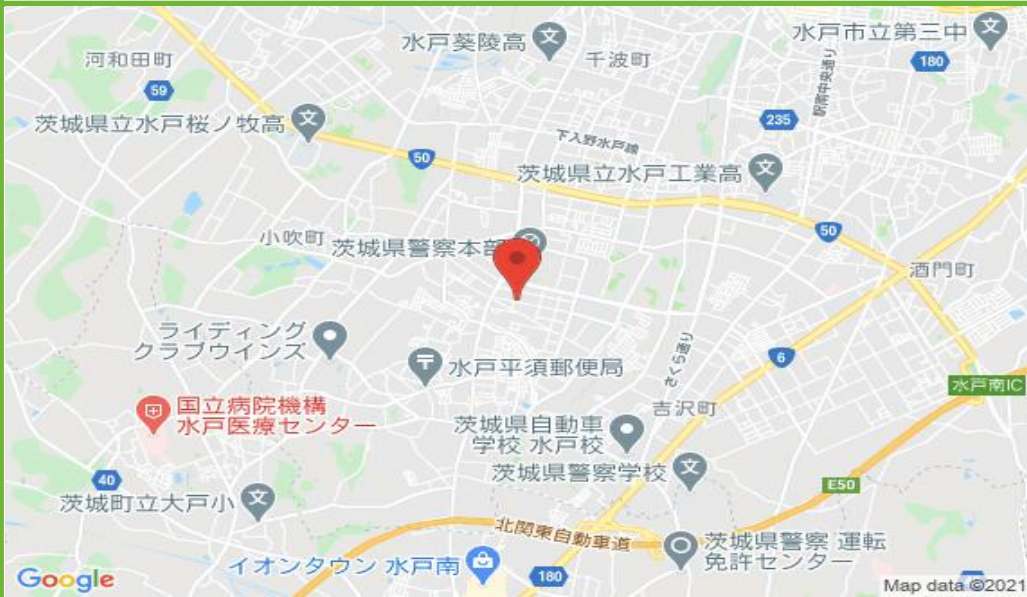 水戸葵陵高
水戸市立第三中
河和田町
千波町
180
59
駅南中央通り
茨城県立水戸桜ノ牧高
235
下入野水戸線
50
茨城県立水戸工業高
小吹町
茨城県警察本部
50
酒門町
ライディング
クラブウインズ
水戸平須郵便局
さくら通り
6
水戸南IC
国立病院機構
水戸医療センター
吉沢町
茨城県自動車
学校 水戸校
茨城県警察学校
40
E50
茨城町立大戸小
北関東自動車道
茨城県警察 運転
免許センター
イオンタウン 水戸南
180
Google
Map data ©2021